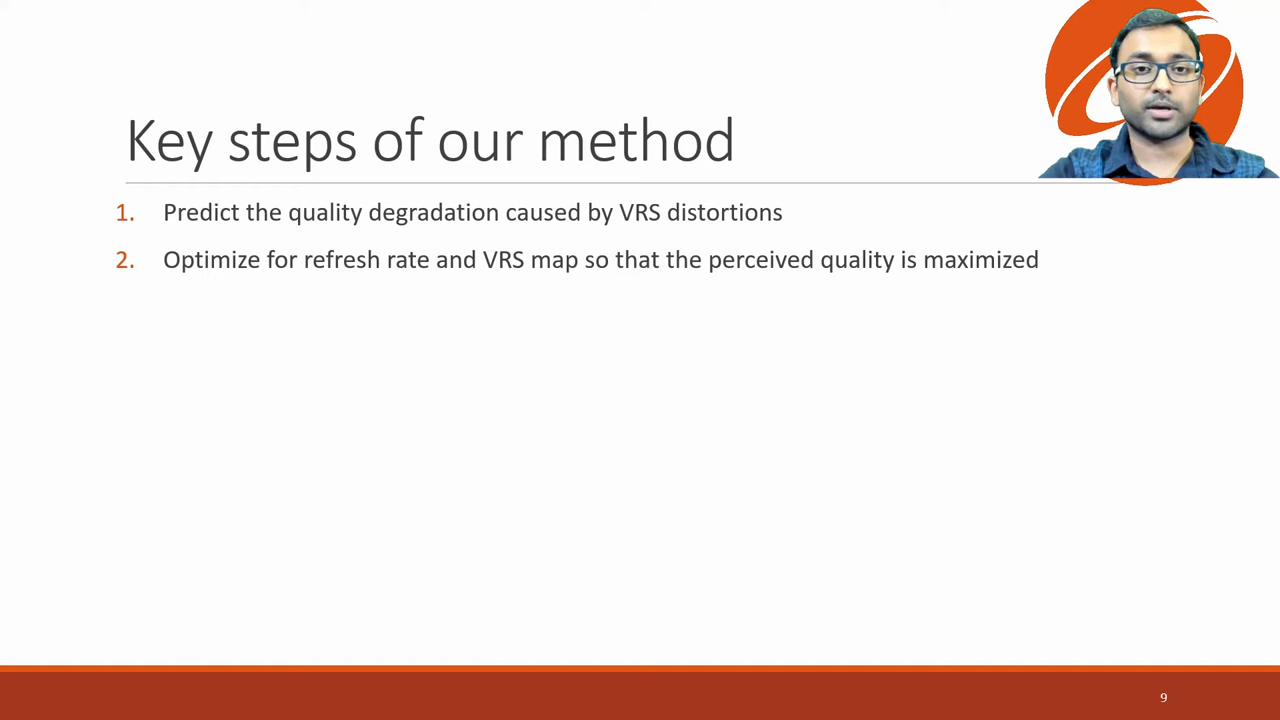 Key steps of our method
1. Predict the quality degradation caused by VRS distortions
2. Optimize for refresh rate and VRS map so that the perceived quality is maximized
9